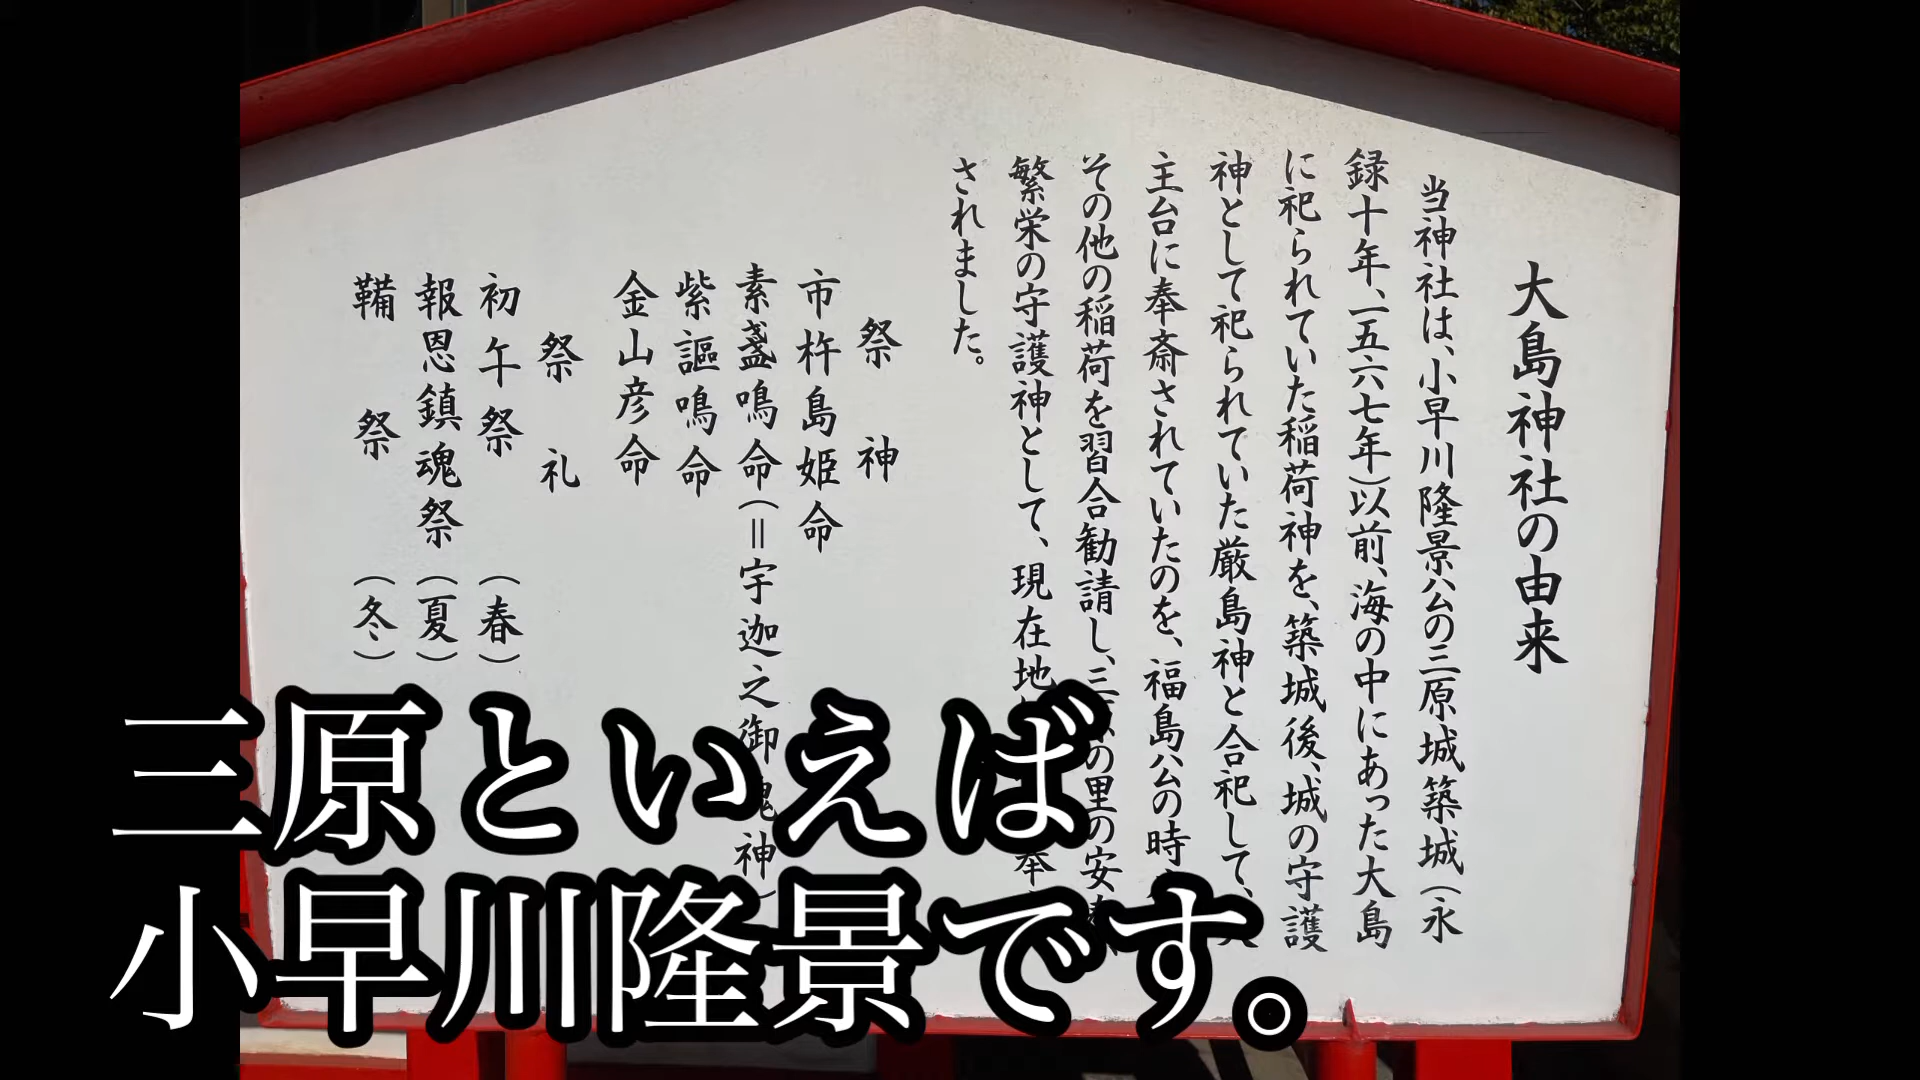 大島神社の由来
当神社は、小早川隆景公の三原城築城(永
録十年、一五六七年)以前、海の中にあった大島
に祀られていた稲荷神を、築城後、城の守護
神として祀られていた厳島神と合祀して、
主台に奉斎されていたのを、福島公の時
その他の稲荷を習合勧請し、三 の里の安
繁栄の守護神として、現在地 奉
されました。
祭 神
市杵島姫命
素盞鳴命(=宇迦之御魂神)
紫謳鳴命
金山彦命
祭 礼
初午祭 (春)
報恩鎮魂祭 (夏)
鞴 祭 (冬)
三原といえば
小早川隆景です。